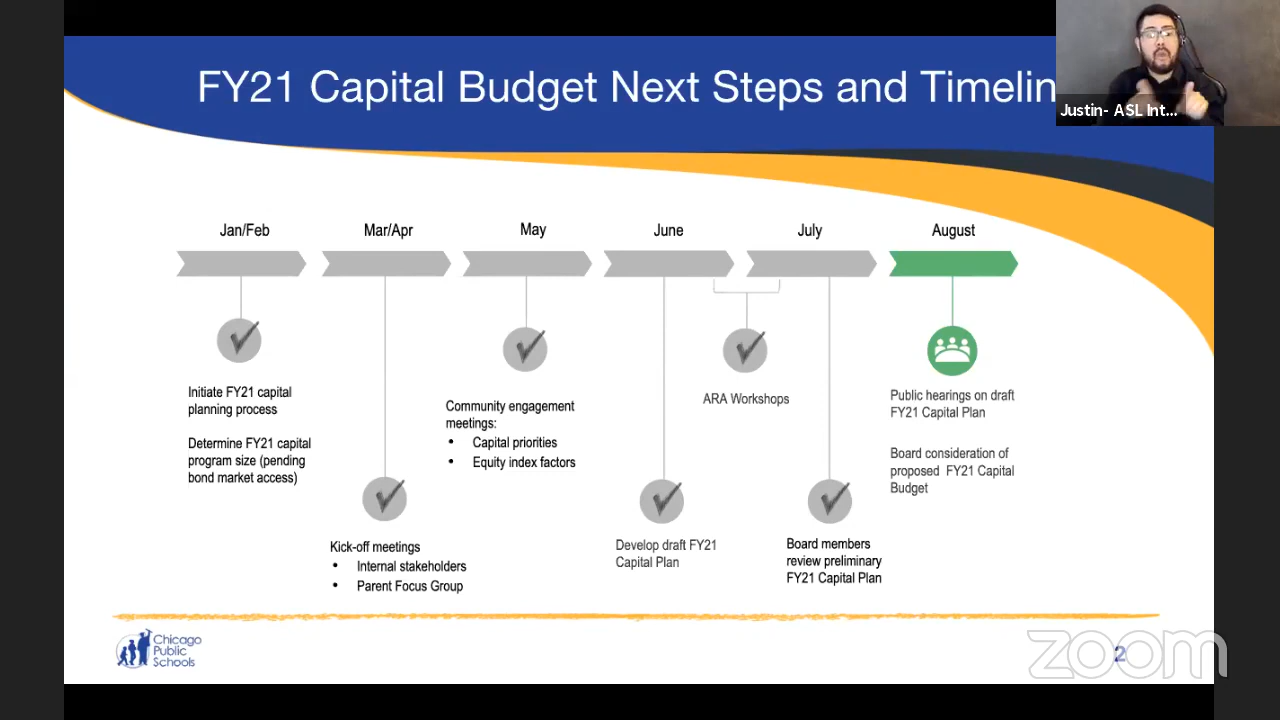 FY21 Capital Budget Next Steps and Timelin
Justin- ASL Int...
Jan/Feb
Mar/Apr
May
June
July
August
Initiate FY21 capital
planning process
Determine FY21 capital
program size (pending
bond market access)
Kick-off meetings
• Internal stakeholders
• Parent Focus Group
Community engagement
meetings:
• Capital priorities
• Equity index factors
Develop draft FY21
Capital Plan
ARA Workshops
Board members
review preliminary
FY21 Capital Plan
Public hearings on draft
FY21 Capital Plan
Board consideration of
proposed FY21 Capital
Budget
Chicago
Public
Schools
zoom
2